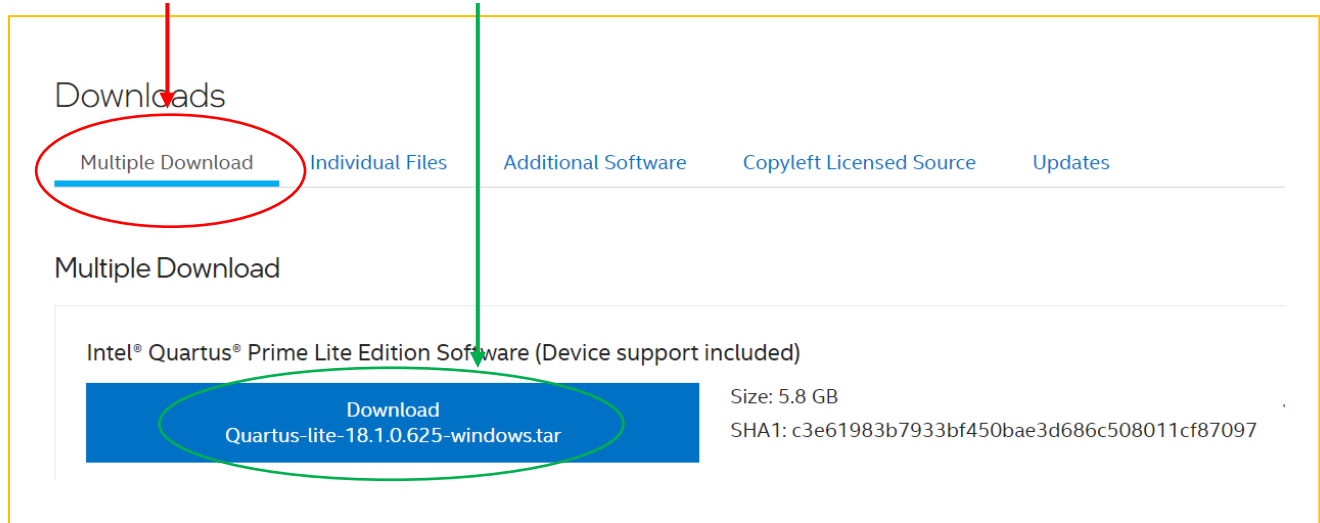 Downloads
Multiple Download Individual Files Additional Software Copyleft Licensed Source Updates
Multiple Download
Intel® Quartus® Prime Lite Edition Software (Device support included)
Download
Quartus-lite-18.1.0.625-windows.tar
Size: 5.8 GB
SHA1: c3e61983b7933bf450bae3d686c508011cf87097